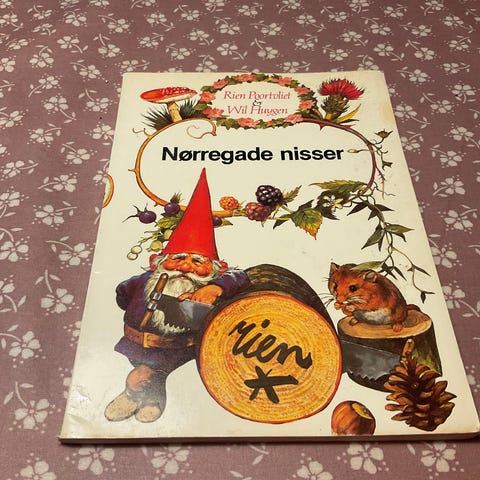 Rien Poortvliet
&
Wil Huygen
Nørregade nisser
rien